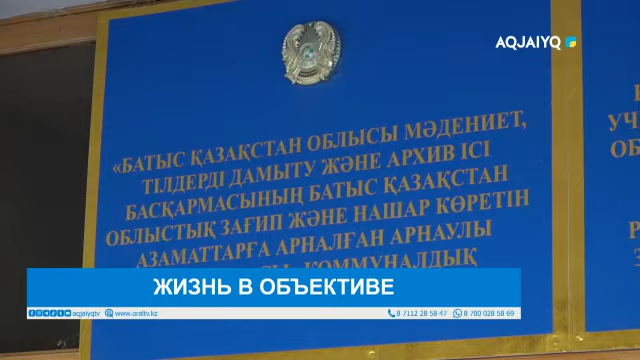 AQJAIYQ
«БАТЫС ҚАЗАҚСТАН ОБЛЫСЫ МӘДЕНИЕТ,
ТІЛДЕРДІ ДАМЫТУ ЖӘНЕ АРХИВ ІСІ
БАСҚАРМАСЫНЫҢ БАТЫС ҚАЗАҚСТАН
ОБЛЫСТЫҚ ЗАҒИП ЖӘНЕ НАШАР КӨРЕТІН
АЗАМАТТАРҒА АРНАЛҒАН АРНАУЛЫ
КОММУНАЛДЫҚ
УЧ
ОБ
ЖИЗНЬ В ОБЪЕКТИВЕ
aqjaiyqtv www.oraltv.kz 8 7112 28 58 47 8 700 028 58 69